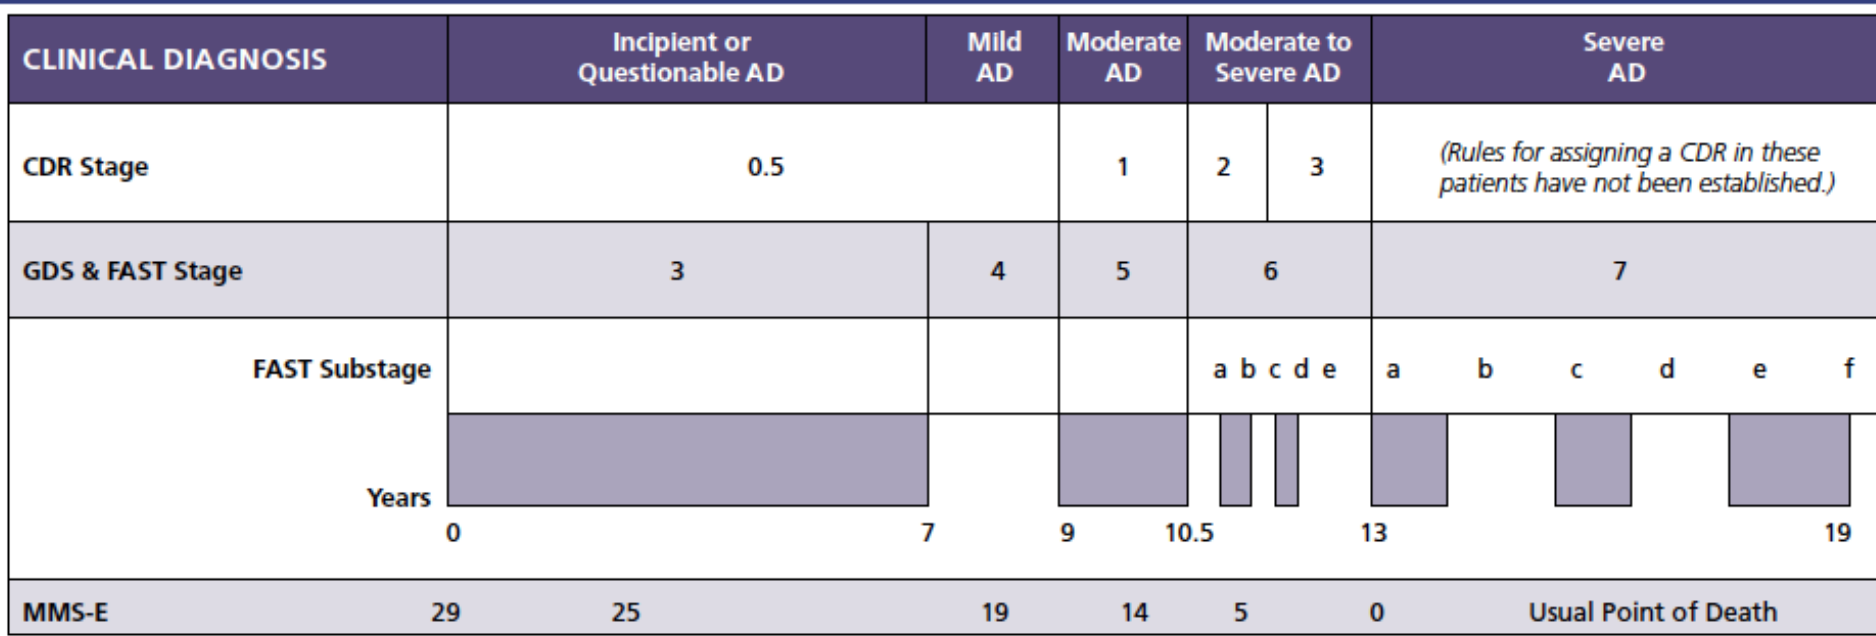 CLINICAL DIAGNOSIS
Incipient or
Questionable AD
Mild
AD
Moderate
AD
Moderate to
Severe AD
Severe
AD
CDR Stage
0.5
1
2
3
(Rules for assigning a CDR in these
patients have not been established.)
GDS & FAST Stage
3
4
5
6
7
FAST Substage
a b c d e
a b c d e f
Years
0
7
9
10.5
13
19
MMS-E
29
25
19
14
5
0
Usual Point of Death